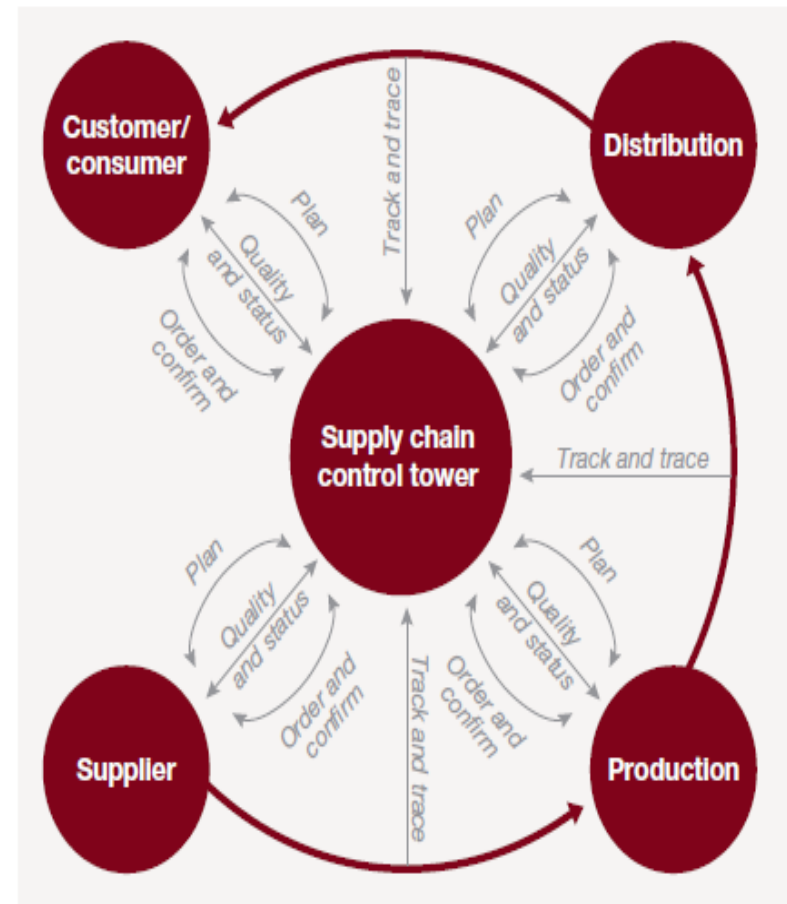 Customer/
consumer
Distribution
Track and trace
Plan
Quality
and status
Order and
confirm
Plan
Quality
and status
Order and
confirm
Supply chain
control tower
Track and trace
Plan
Quality
and status
Order and
confirm
Track and trace
Plan
Quality
and status
Order and
confirm
Supplier
Production